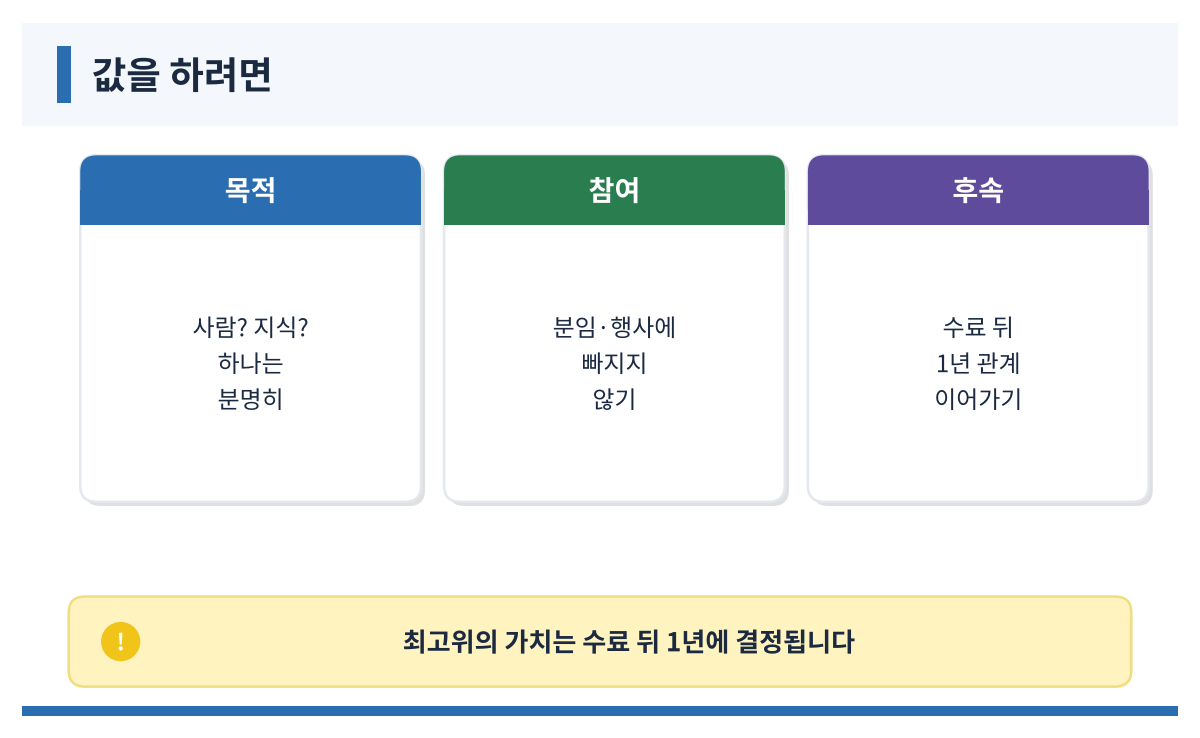 값을 하려면
목적
사람? 지식?
하나는
분명히
참여
분임·행사에
빠지지
않기
후속
수료 뒤
1년 관계
이어가기
!
최고위의 가치는 수료 뒤 1년에 결정됩니다